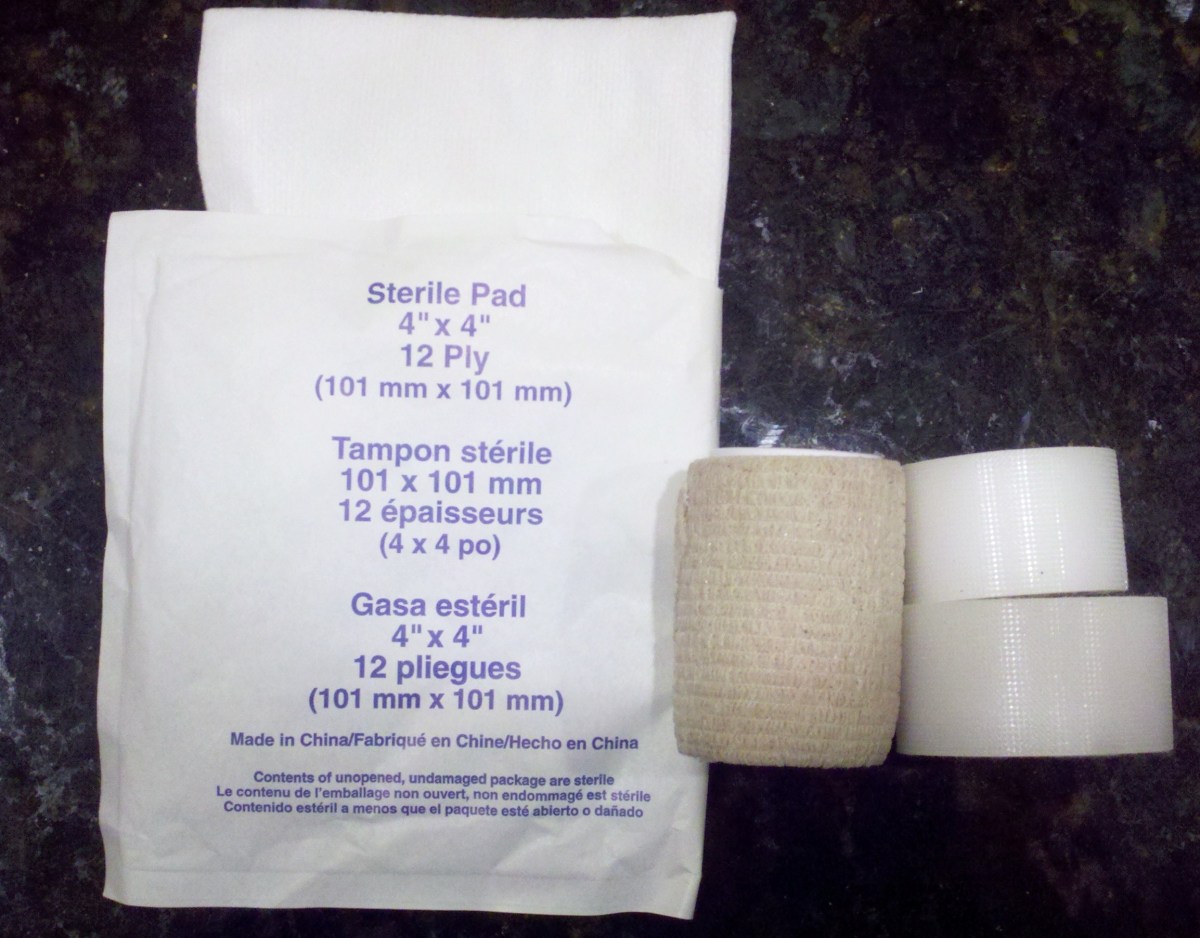 Sterile Pad
4" x 4"
12 Ply
(101 mm x 101 mm)
Tampon stérile
101 x 101 mm
12 épaisseurs
(4 x 4 po)
Gasa estéril
4" x 4"
12 pliegues
(101 mm x 101 mm)
Made in China/Fabriqué en Chine/Hecho en China
Contents of unopened, undamaged package are sterile
Le contenu de l'emballage non ouvert, non endommagé est stérile
Contenido estéril a menos que el paquete esté abierto o dañado